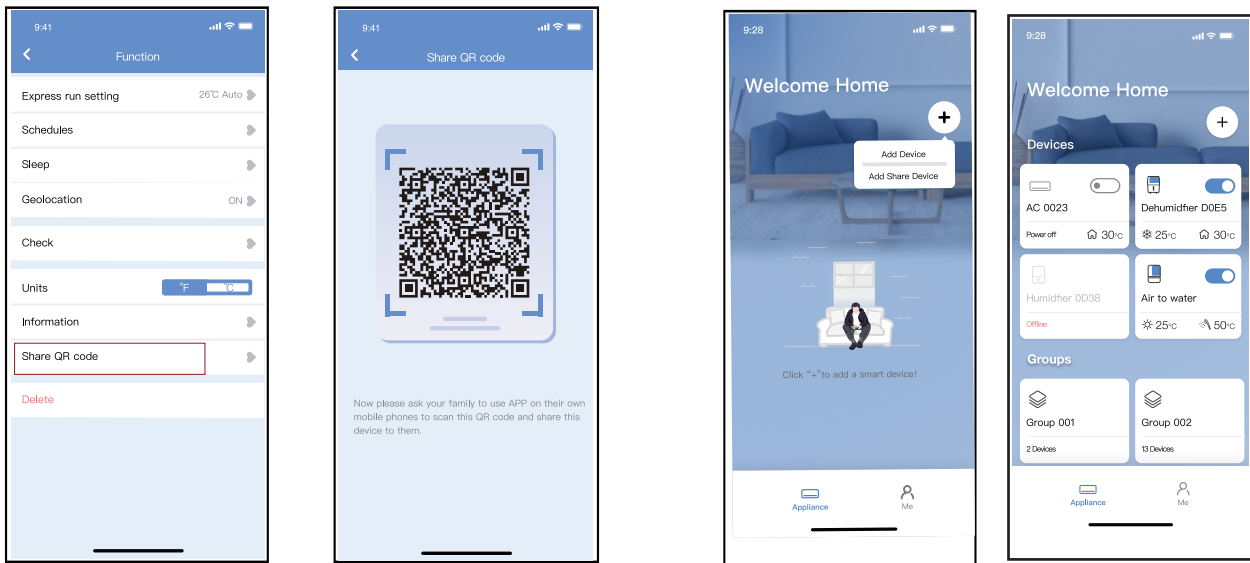 9:41
Function
Express run setting 26℃ Auto
Schedules
Sleep
Geolocation ON
Check
Units ℉ ℃
Information
Share QR code
Delete
9:41
Share QR code
Now please ask your family to use APP on their own
mobile phones to scan this QR code and share this
device to them.
9:28
Welcome Home
+
Add Device
Add Share Device
Click “+”to add a smart device!
Appliance Me
9:28
Welcome Home
+
Devices
AC 0023
Power off 30℃
Dehumidfier D0E5
25℃ 30℃
Humidfier 0D38
Offline
Air to water
25℃ 50℃
Groups
Group 001
2 Devices
Group 002
13 Devices
Appliance Me